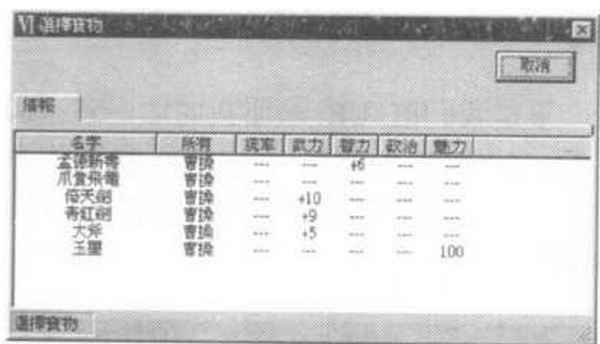 VI 選擇寶物
取消
情報
名字 所有 統率 武力 智力 政治 魅力
孟德新書 曹操 --- --- +6 --- ---
爪黃飛電 曹操 --- --- --- --- ---
倚天劍 曹操 --- +10 --- --- ---
青釭劍 曹操 --- +9 --- --- ---
大斧 曹操 --- +5 --- --- ---
玉璽 曹操 --- --- --- --- 100
選擇寶物